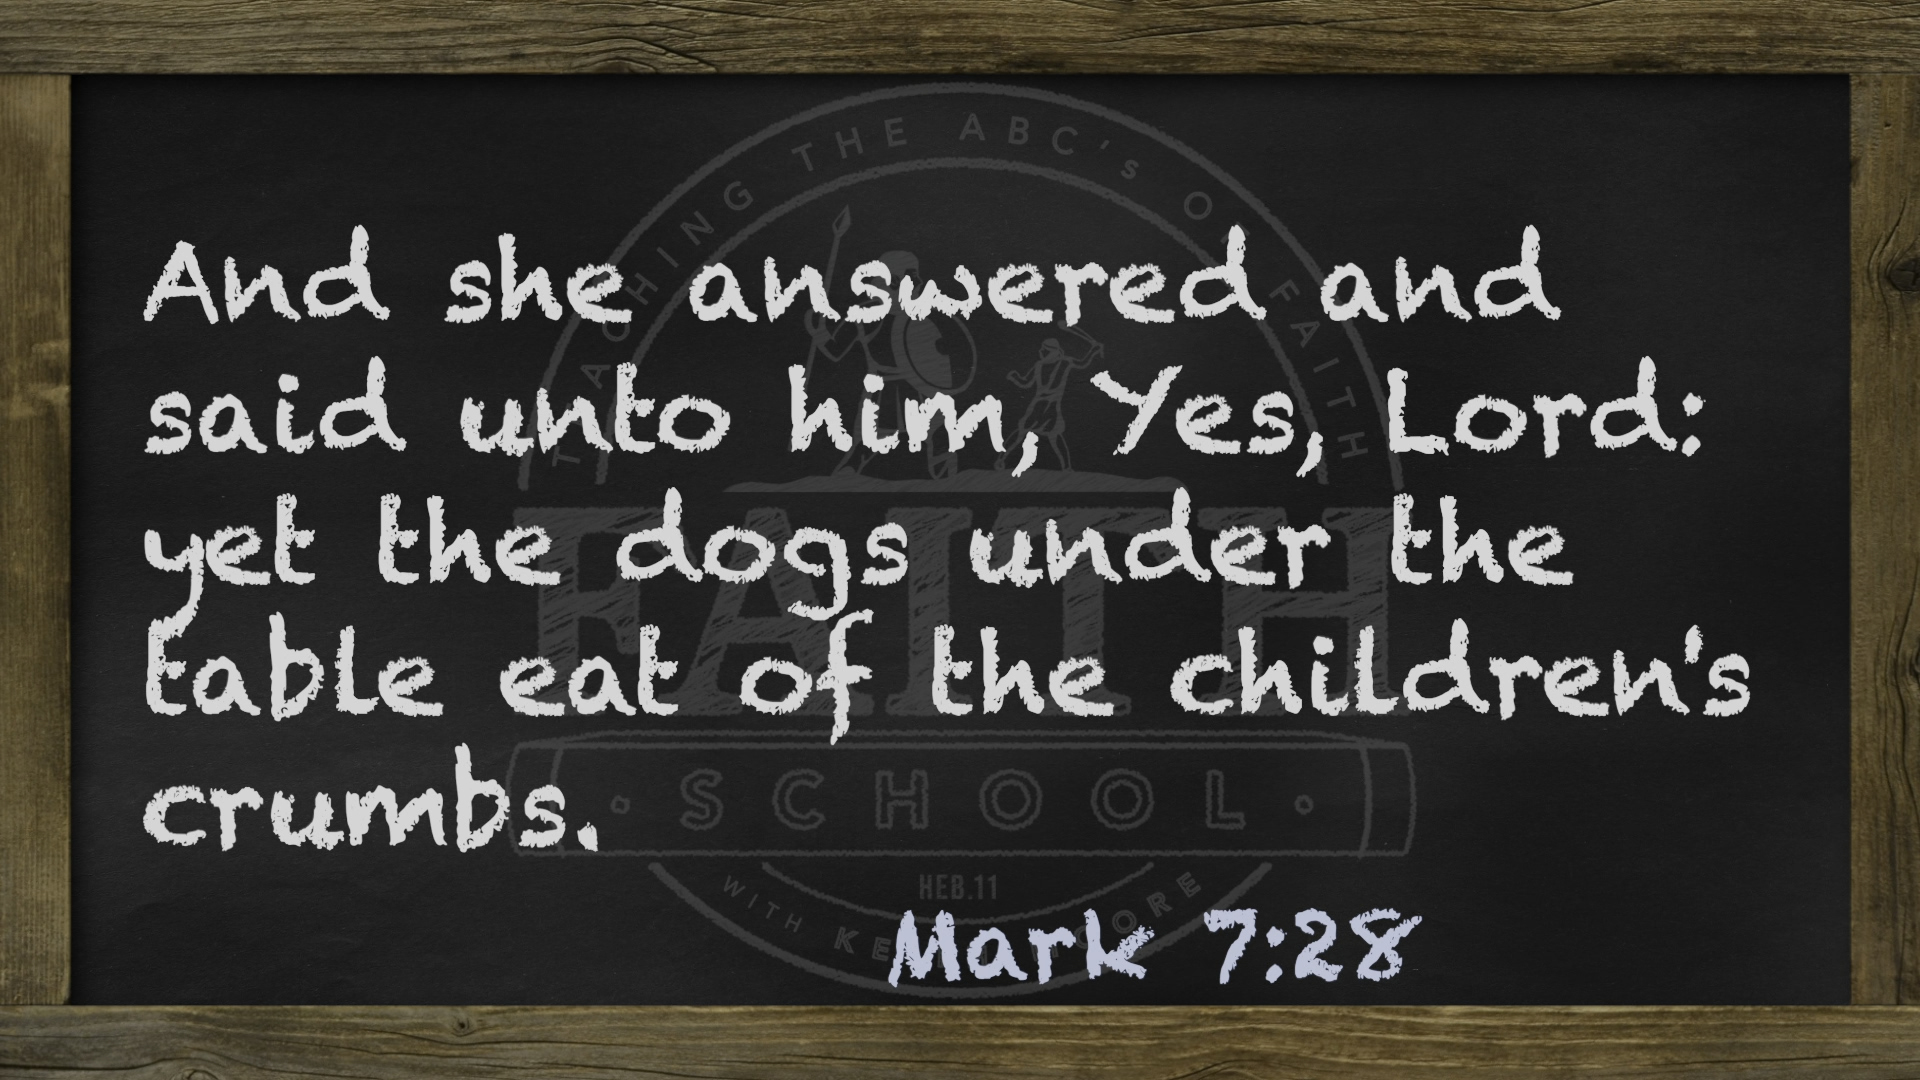 TEACHING THE ABC's OF FAITH
And she answered and
said unto him, Yes, Lord:
yet the dogs under the
table eat of the children's
crumbs.
FAITH
· SCHOOL ·
HEB.11
WITH
Mark 7:28